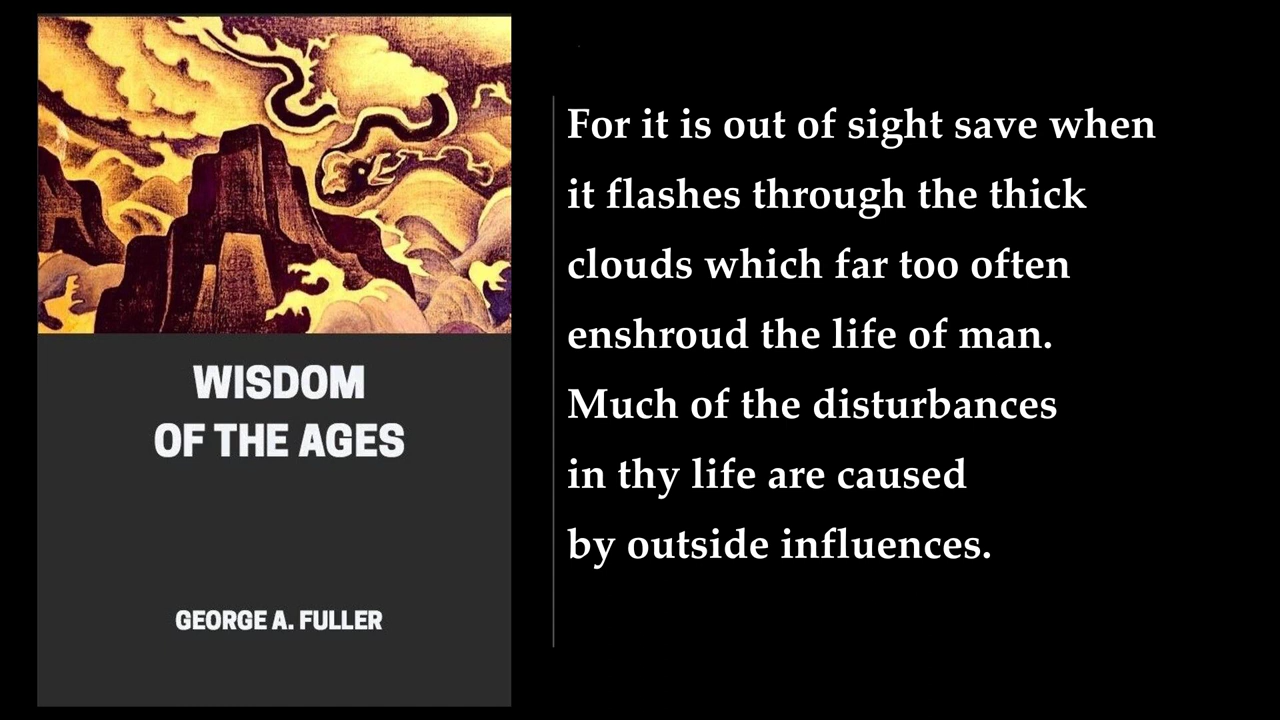 WISDOM
OF THE AGES
GEORGE A. FULLER
For it is out of sight save when
it flashes through the thick
clouds which far too often
enshroud the life of man.
Much of the disturbances
in thy life are caused
by outside influences.